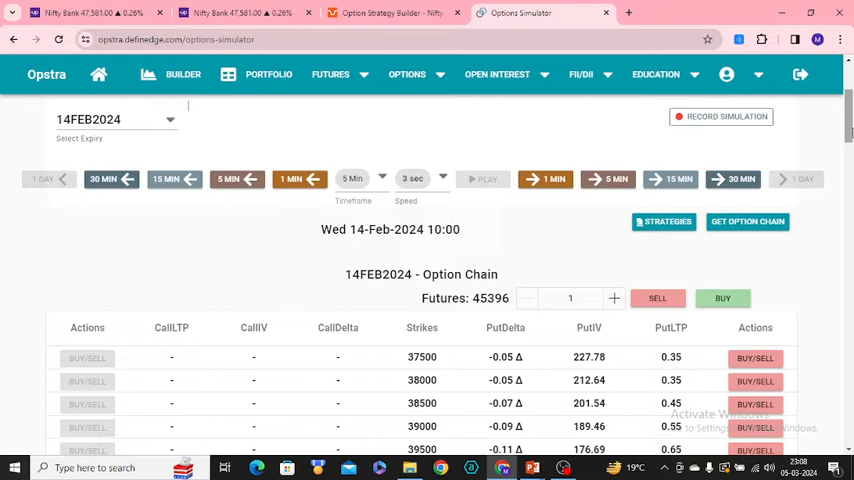 Nifty Bank 47,581.00 ▲ 0.26%
Nifty Bank 47,581.00 ▲ 0.26%
Option Strategy Builder - Nifty
Options Simulator
opstra.definedge.com/options-simulator
M
Opstra BUILDER PORTFOLIO FUTURES OPTIONS OPEN INTEREST FII/DII EDUCATION
14FEB2024
RECORD SIMULATION
Select Expiry
1 DAY 30 MIN 15 MIN 5 MIN 1 MIN 5 Min 3 sec PLAY 1 MIN 5 MIN 15 MIN 30 MIN 1 DAY
Timeframe Speed
STRATEGIES GET OPTION CHAIN
Wed 14-Feb-2024 10:00
14FEB2024 - Option Chain
Futures: 45396 1 SELL BUY
Actions CallLTP CallIV CallDelta Strikes PutDelta PutIV PutLTP Actions
BUY/SELL - - - 37500 -0.05 Δ 227.78 0.35 BUY/SELL
BUY/SELL - - - 38000 -0.05 Δ 212.64 0.35 BUY/SELL
BUY/SELL - - - 38500 -0.07 Δ 201.54 0.45 BUY/SELL
Activate Windows
BUY/SELL - - - 39000 -0.09 Δ 189.46 0.55 BUY/SELL
BUY/SELL - - - 39500 -0.11 Δ 176.69 0.65 BUY/SELL
Type here to search
19°C
23:08
05-03-2024